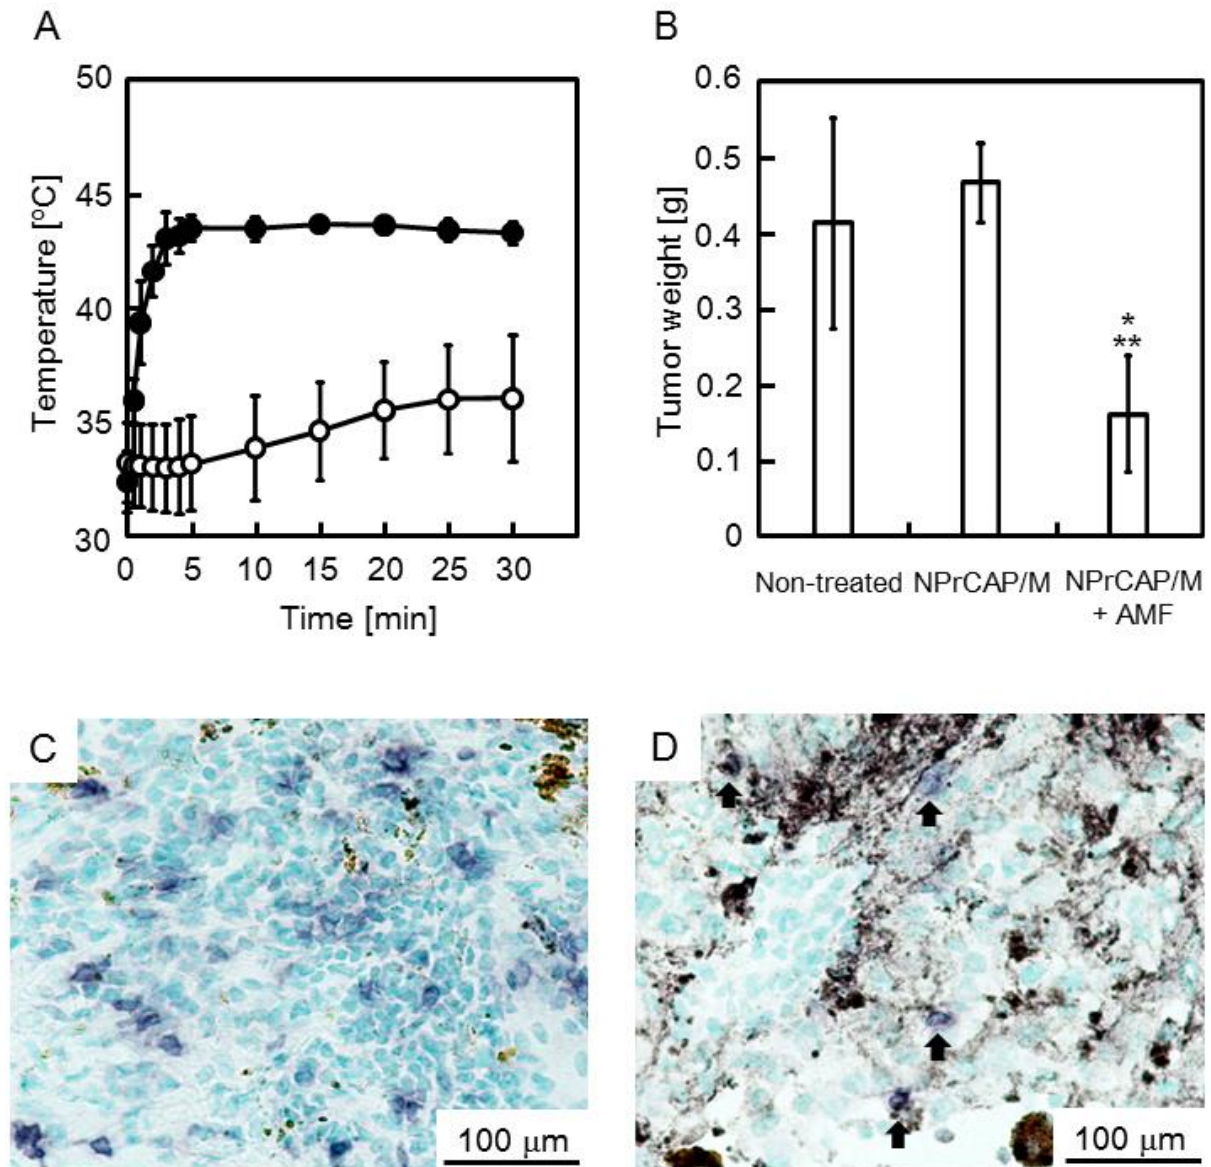 A
50
45
40
35
30
Temperature [°C]
0 5 10 15 20 25 30
Time [min]
B
0.6
0.5
0.4
0.3
0.2
0.1
0
Tumor weight [g]
*
**
Non-treated NPrCAP/M NPrCAP/M
+ AMF
C
100 μm
D
100 μm